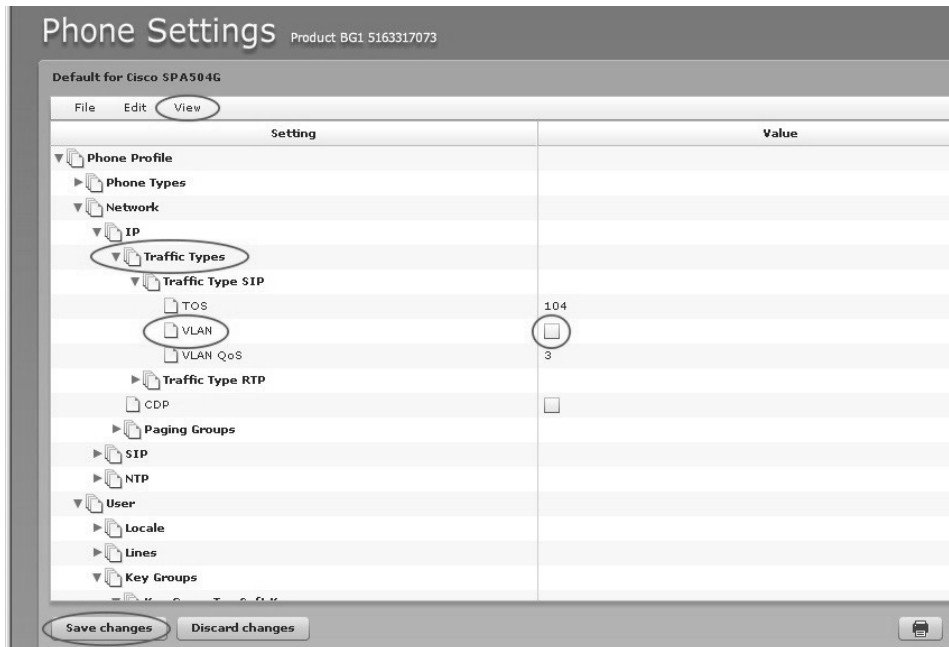 Phone Settings Product BG1 5163317073
Default for Cisco SPA504G
File Edit View
Setting Value
Phone Profile
Phone Types
Network
IP
Traffic Types
Traffic Type SIP
TOS 104
VLAN
VLAN QoS 3
Traffic Type RTP
CDP
Paging Groups
SIP
NTP
User
Locale
Lines
Key Groups
Save changes Discard changes